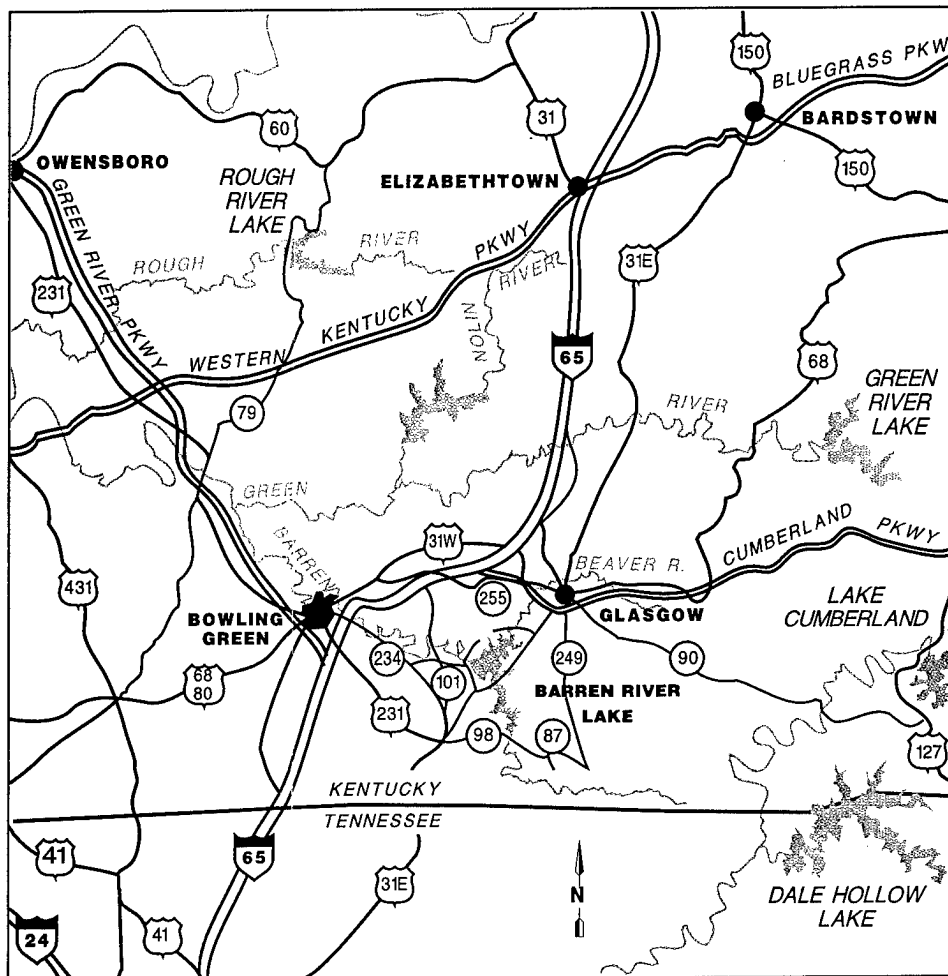 150
BLUEGRASS PKWY
60
31
BARDSTOWN
OWENSBORO
ROUGH
RIVER
LAKE
ELIZABETHTOWN
150
GREEN RIVER PKWY
ROUGH RIVER
PKWY
RIVER
31E
231
KENTUCKY
NILON
WESTERN
65
68
79
GREEN
RIVER
LAKE
RIVER
GREEN
BARREN
31W
CUMBERLAND PKWY
BEAVER R.
431
255
LAKE
CUMBERLAND
BOWLING
GREEN
GLASGOW
68
80
234
101
249
90
BARREN RIVER
LAKE
231
98
87
127
KENTUCKY
TENNESSEE
41
65
31E
N
DALE HOLLOW
LAKE
24
41